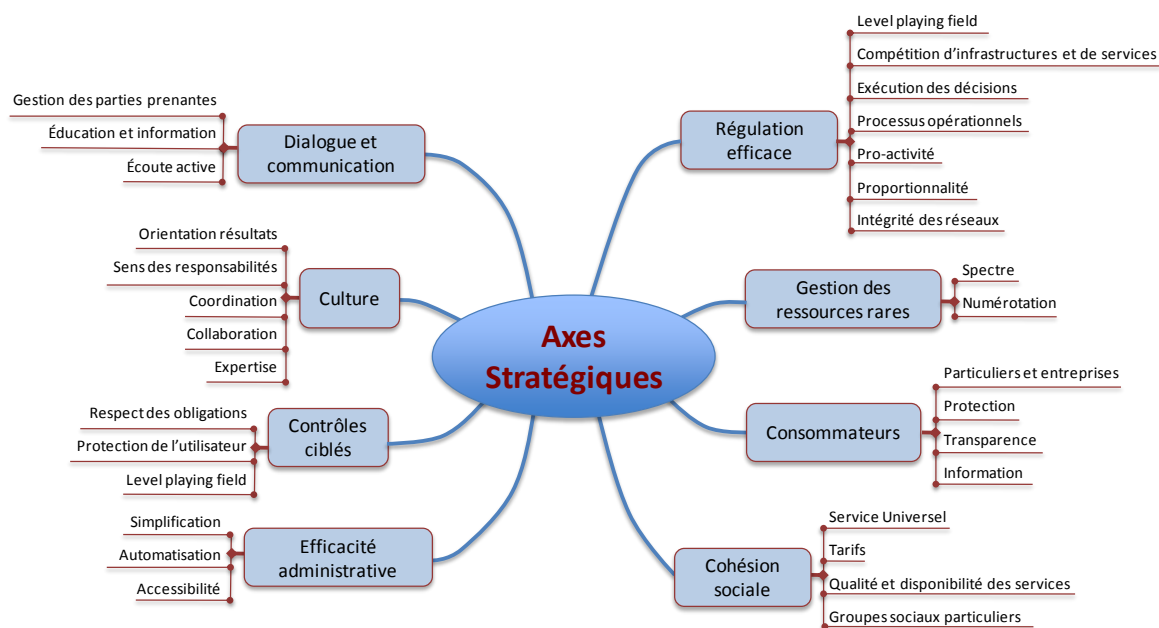 Axes
Stratégiques
Dialogue et
communication
Gestion des parties prenantes
Éducation et information
Écoute active
Culture
Orientation résultats
Sens des responsabilités
Coordination
Collaboration
Expertise
Contrôles
ciblés
Respect des obligations
Protection de l'utilisateur
Level playing field
Efficacité
administrative
Simplification
Automatisation
Accessibilité
Régulation
efficace
Level playing field
Compétition d'infrastructures et de services
Exécution des décisions
Processus opérationnels
Pro-activité
Proportionnalité
Intégrité des réseaux
Gestion des
ressources rares
Spectre
Numérotation
Consommateurs
Particuliers et entreprises
Protection
Transparence
Information
Cohésion
sociale
Service Universel
Tarifs
Qualité et disponibilité des services
Groupes sociaux particuliers